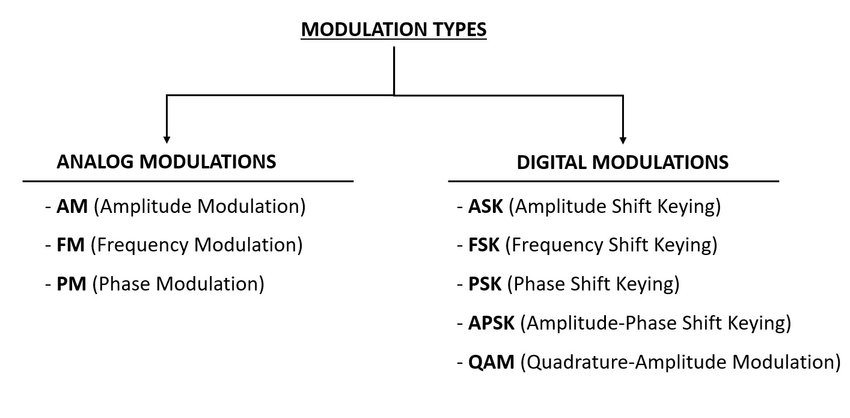 MODULATION TYPES
ANALOG MODULATIONS
- AM (Amplitude Modulation)
- FM (Frequency Modulation)
- PM (Phase Modulation)
DIGITAL MODULATIONS
- ASK (Amplitude Shift Keying)
- FSK (Frequency Shift Keying)
- PSK (Phase Shift Keying)
- APSK (Amplitude-Phase Shift Keying)
- QAM (Quadrature-Amplitude Modulation)